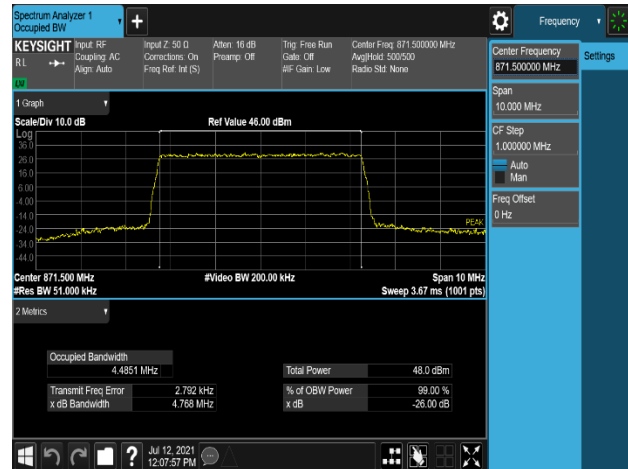 Spectrum Analyzer 1
Occupied BW
Frequency
KEYSIGHT
R L
Input: RF
Coupling: AC
Align: Auto
Input Z: 50 Ω
Corrections: On
Freq Ref: Int (S)
Atten: 16 dB
Preamp: Off
Trig: Free Run
Gate: Off
#IF Gain: Low
Center Freq: 871.500000 MHz
Avg|Hold: 500/500
Radio Std: None
Center Frequency
871.500000 MHz
Settings
Span
10.000 MHz
CF Step
1.000000 MHz
Auto
Man
Freq Offset
0 Hz
1 Graph
Scale/Div 10.0 dB
Ref Value 46.00 dBm
Log
36.0
26.0
16.0
6.00
-4.00
-14.0
-24.0
-34.0
-44.0
PEAK
Center 871.500 MHz
#Video BW 200.00 kHz
Span 10 MHz
#Res BW 51.000 kHz
Sweep 3.67 ms (1001 pts)
2 Metrics
Occupied Bandwidth
4.4851 MHz
Total Power
48.0 dBm
Transmit Freq Error
2.792 kHz
% of OBW Power
99.00 %
x dB Bandwidth
4.768 MHz
x dB
-26.00 dB
?
Jul 12, 2021
12:07:57 PM